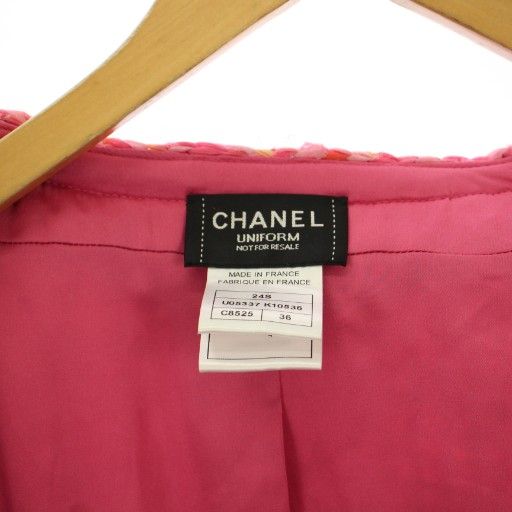 CHANEL
UNIFORM
NOT FOR RESALE
MADE IN FRANCE
FABRIQUE EN FRANCE
24S
U05337 K10536
C8525 36